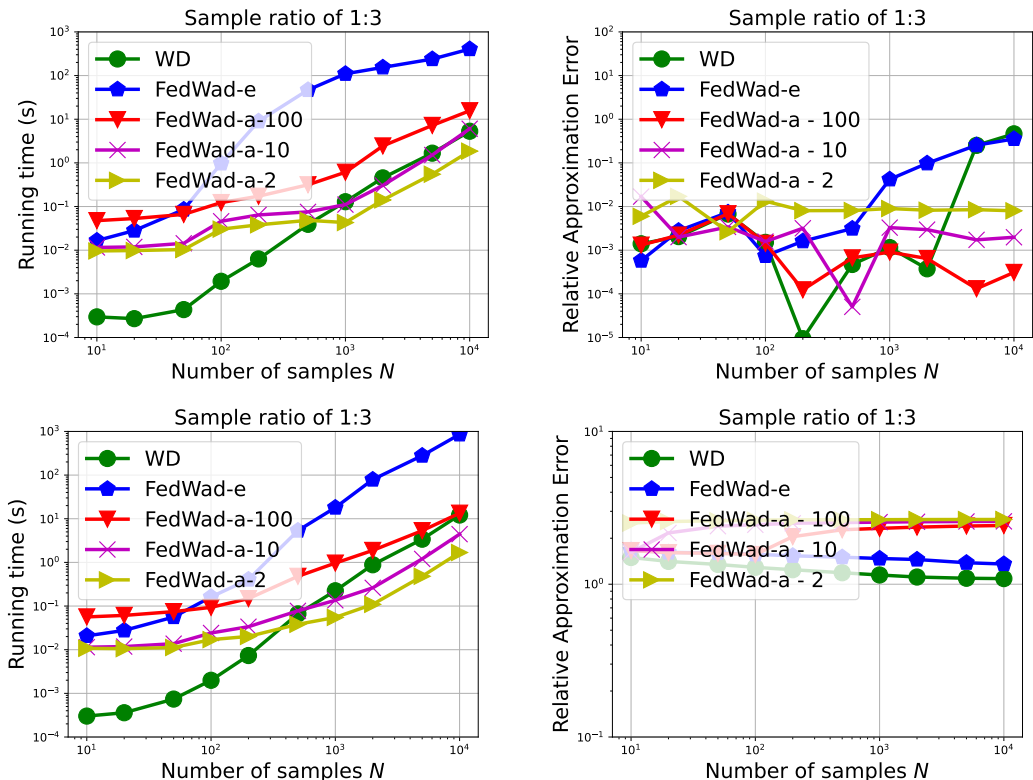 Sample ratio of 1:3
Running time (s)
10³
10²
10¹
10⁰
10⁻¹
10⁻²
10⁻³
10⁻⁴
WD
FedWad-e
FedWad-a-100
FedWad-a-10
FedWad-a-2
10¹ 10² 10³ 10⁴
Number of samples N
Sample ratio of 1:3
Relative Approximation Error
10²
10¹
10⁰
10⁻¹
10⁻²
10⁻³
10⁻⁴
10⁻⁵
WD
FedWad-e
FedWad-a - 100
FedWad-a - 10
FedWad-a - 2
10¹ 10² 10³ 10⁴
Number of samples N
Sample ratio of 1:3
Running time (s)
10³
10²
10¹
10⁰
10⁻¹
10⁻²
10⁻³
10⁻⁴
WD
FedWad-e
FedWad-a-100
FedWad-a-10
FedWad-a-2
10¹ 10² 10³ 10⁴
Number of samples N
Sample ratio of 1:3
Relative Approximation Error
10¹
10⁰
10⁻¹
WD
FedWad-e
FedWad-a - 100
FedWad-a - 10
FedWad-a - 2
10¹ 10² 10³ 10⁴
Number of samples N